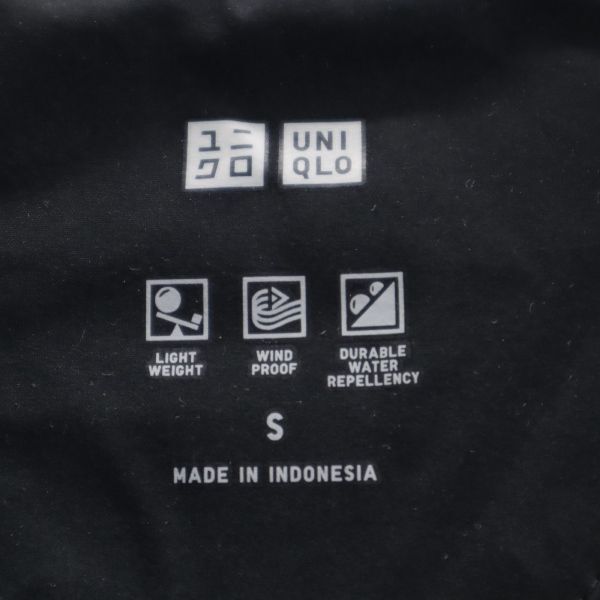 ユニ UNI
クロ QLO
LIGHT WEIGHT
WIND PROOF
DURABLE WATER REPELLENCY
S
MADE IN INDONESIA